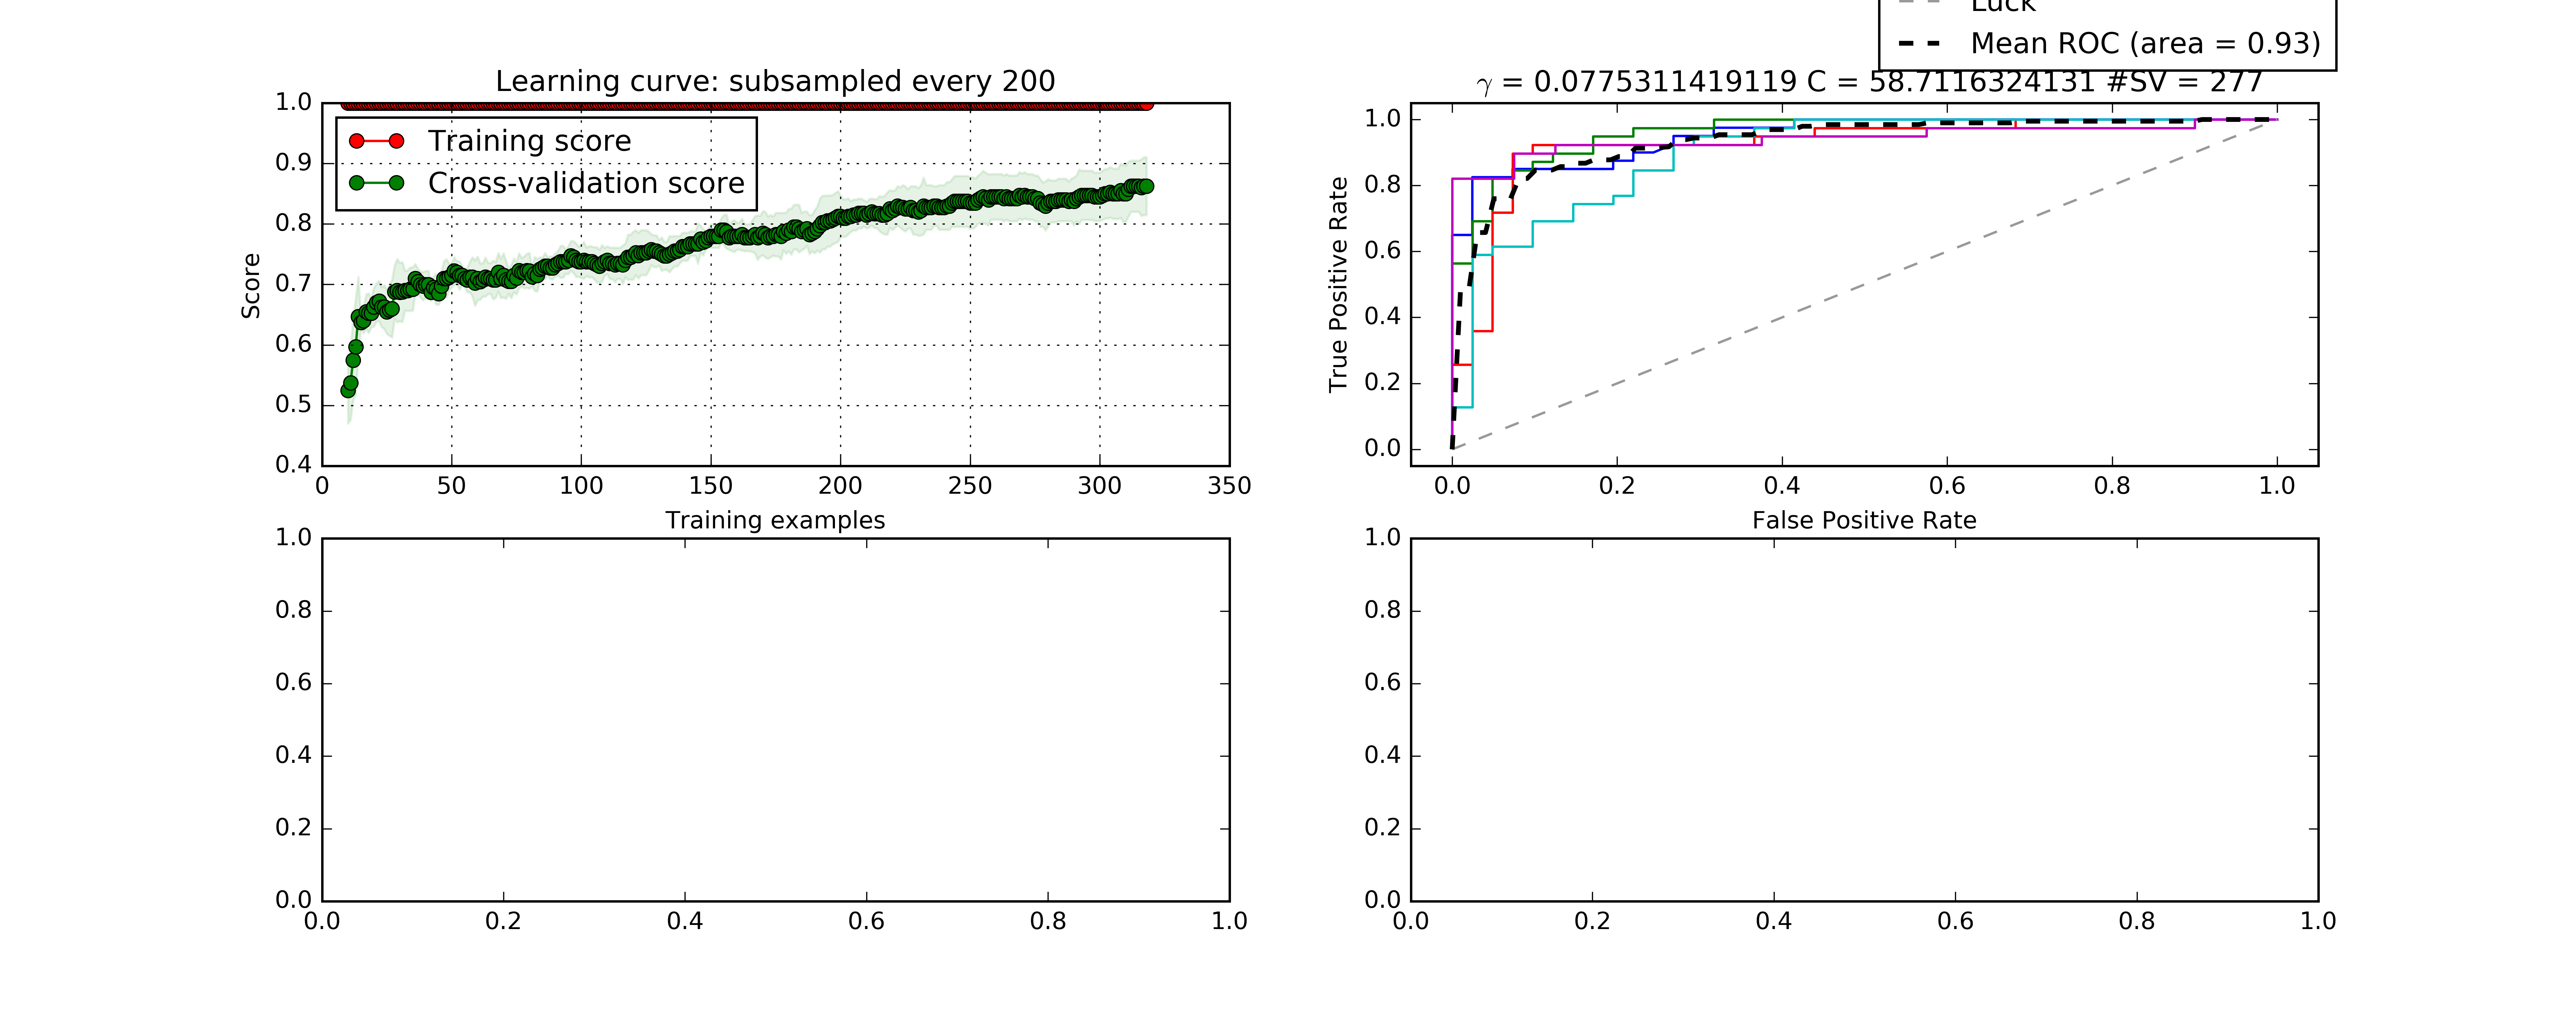 Luck
Mean ROC (area = 0.93)
Learning curve: subsampled every 200
1.0
0.9
0.8
0.7
0.6
0.5
0.4
Score
Training score
Cross-validation score
0 50 100 150 200 250 300 350
Training examples
γ = 0.0775311419119 C = 58.7116324131 #SV = 277
1.0
0.8
0.6
0.4
0.2
0.0
True Positive Rate
0.0 0.2 0.4 0.6 0.8 1.0
False Positive Rate
1.0
0.8
0.6
0.4
0.2
0.0
0.0 0.2 0.4 0.6 0.8 1.0
1.0
0.8
0.6
0.4
0.2
0.0
0.0 0.2 0.4 0.6 0.8 1.0